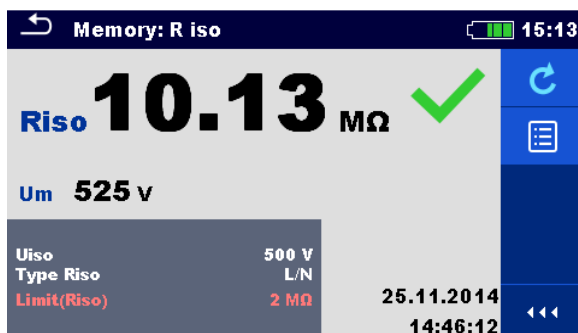 Memory: R iso 15:13
Riso 10.13 MΩ
Um 525 V
Uiso 500 V
Type Riso L/N
Limit(Riso) 2 MΩ
25.11.2014
14:46:12